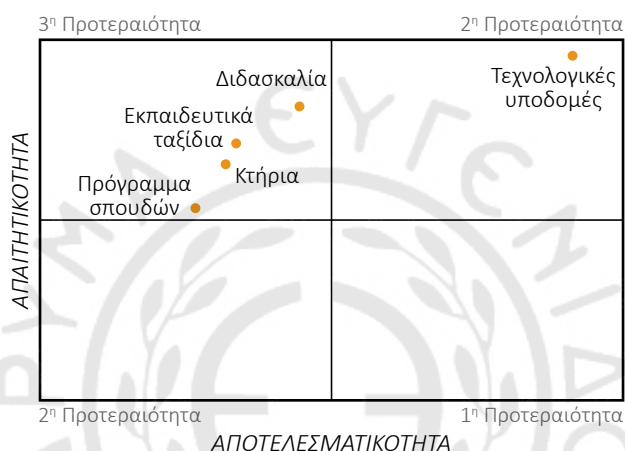 3η Προτεραιότητα
2η Προτεραιότητα
Διδασκαλία
Τεχνολογικές
υποδομές
Εκπαιδευτικά
ταξίδια
Κτήρια
Πρόγραμμα
σπουδών
ΑΠΑΙΤΗΤΙΚΟΤΗΤΑ
2η Προτεραιότητα
1η Προτεραιότητα
ΑΠΟΤΕΛΕΣΜΑΤΙΚΟΤΗΤΑ